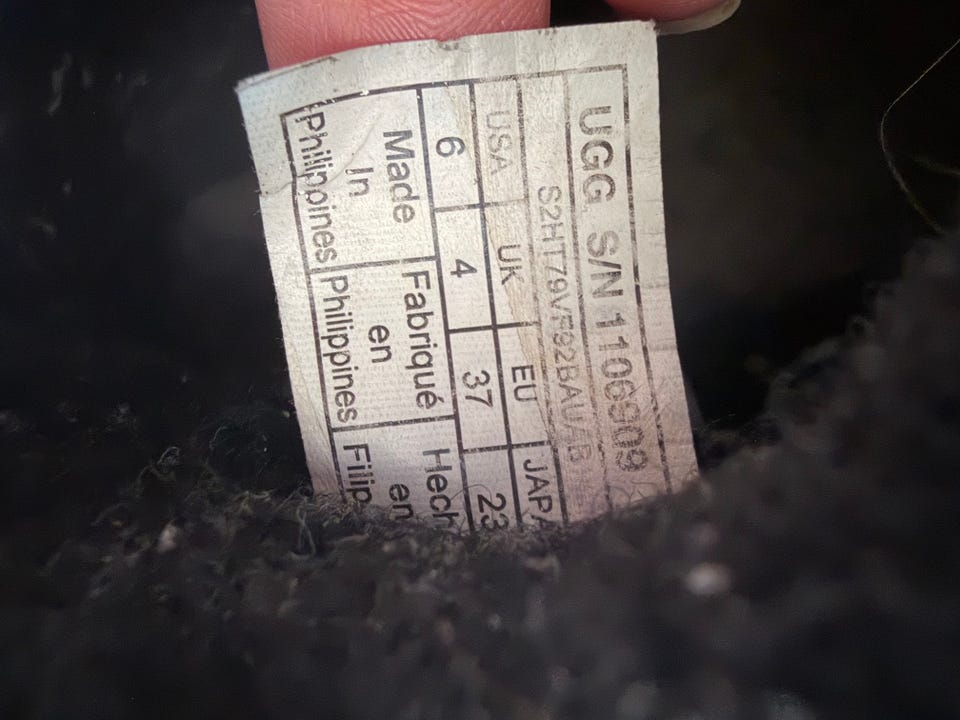 UGG S/N 1106909
USA UK EU JAPA
6 4 37 23
Made In Philippines
Fabriqué en Philippines
Hech en Filip